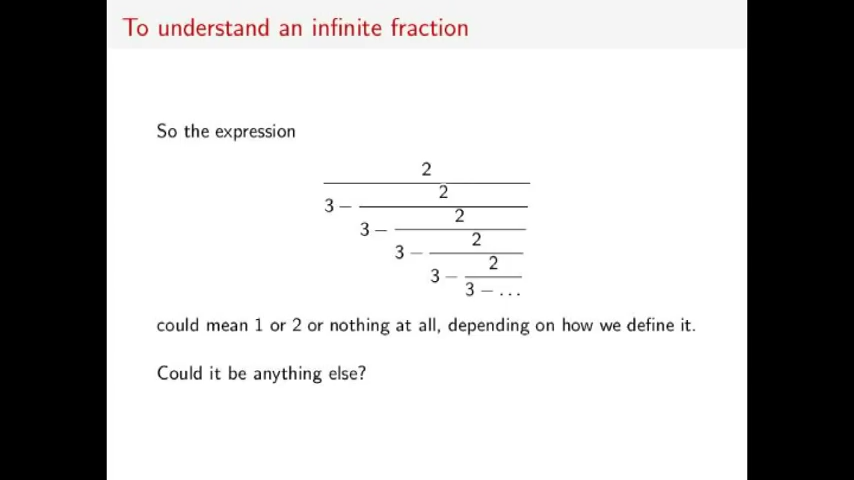 To understand an infinite fraction
So the expression
2
2
3 −
2
3 −
2
3 −
2
3 −
3 − ...
could mean 1 or 2 or nothing at all, depending on how we define it.
Could it be anything else?